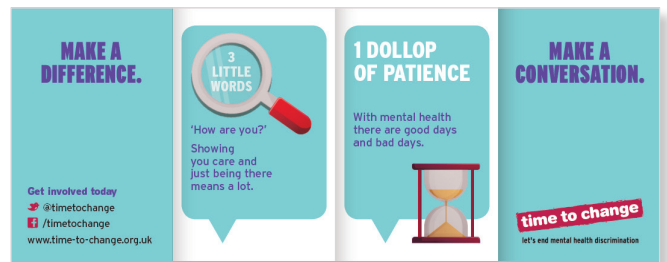 MAKE A
DIFFERENCE.
Get involved today
@timetochange
/timetochange
www.time-to-change.org.uk
3
LITTLE
WORDS
‘How are you?’
Showing
you care and
just being there
means a lot.
1 DOLLOP
OF PATIENCE
With mental health
there are good days
and bad days.
MAKE A
CONVERSATION.
time to change
let's end mental health discrimination